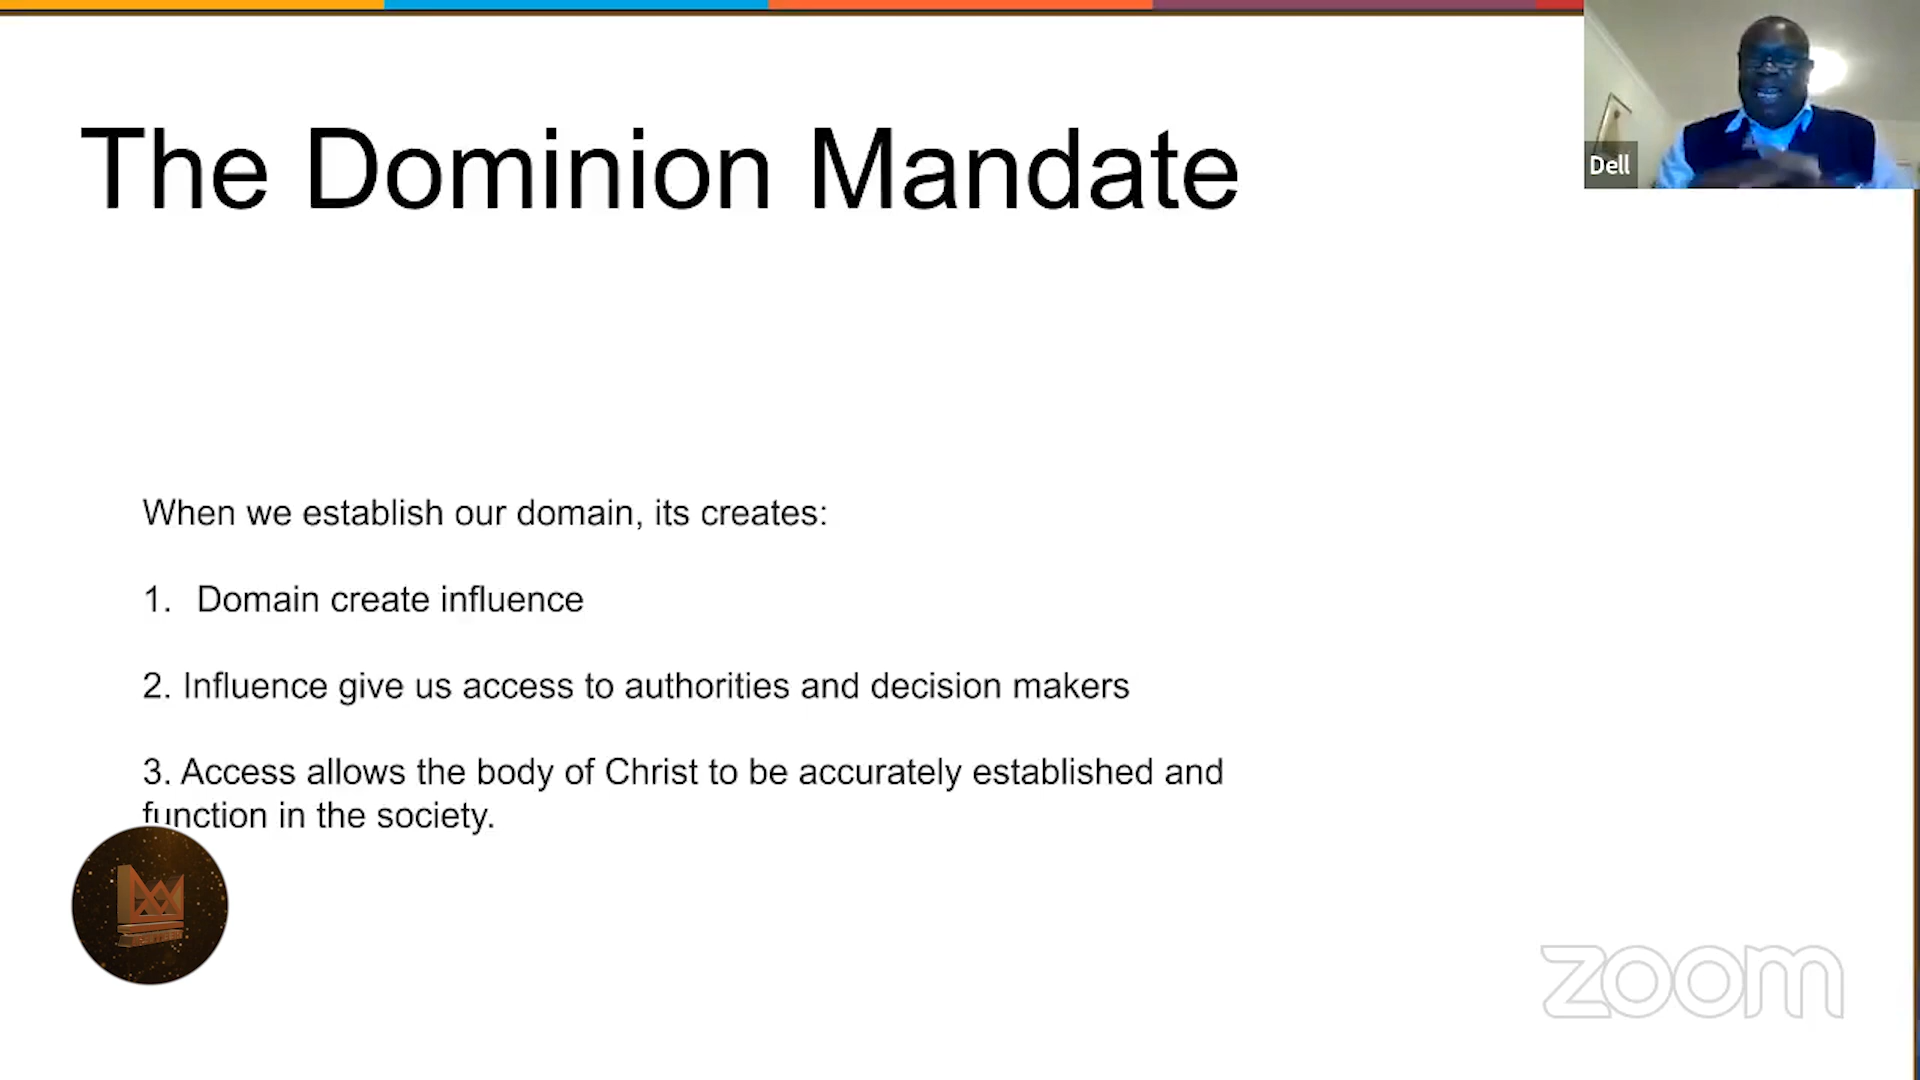 The Dominion Mandate
Dell
When we establish our domain, its creates:
1. Domain create influence
2. Influence give us access to authorities and decision makers
3. Access allows the body of Christ to be accurately established and
function in the society.
zoom